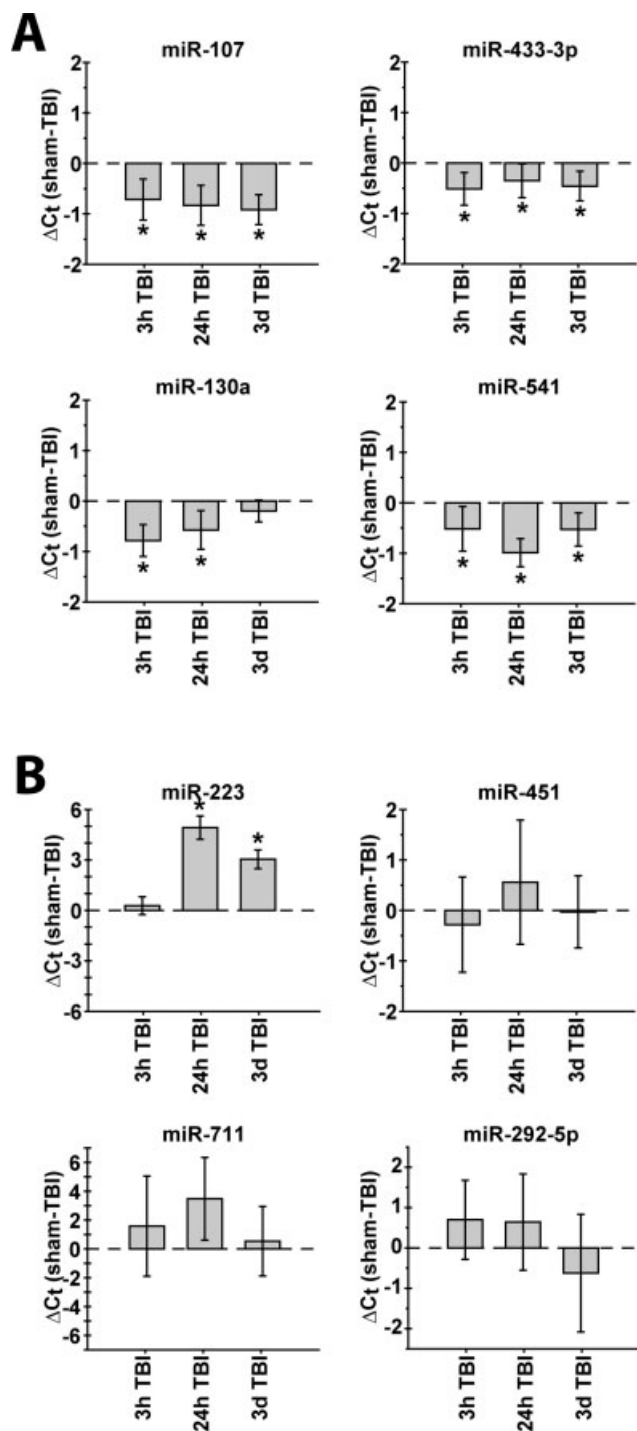 A
miR-107
ΔCt (sham-TBI)
2
1
0
-1
-2
*
*
*
3h TBI
24h TBI
3d TBI
miR-433-3p
ΔCt (sham-TBI)
2
1
0
-1
-2
*
*
*
3h TBI
24h TBI
3d TBI
miR-130a
ΔCt (sham-TBI)
2
1
0
-1
-2
*
*
3h TBI
24h TBI
3d TBI
miR-541
ΔCt (sham-TBI)
2
1
0
-1
-2
*
*
*
3h TBI
24h TBI
3d TBI
B
miR-223
ΔCt (sham-TBI)
6
3
0
-3
-6
*
*
3h TBI
24h TBI
3d TBI
miR-451
ΔCt (sham-TBI)
2
1
0
-1
-2
3h TBI
24h TBI
3d TBI
miR-711
ΔCt (sham-TBI)
6
4
2
0
-2
-4
-6
3h TBI
24h TBI
3d TBI
miR-292-5p
ΔCt (sham-TBI)
2
1
0
-1
-2
3h TBI
24h TBI
3d TBI